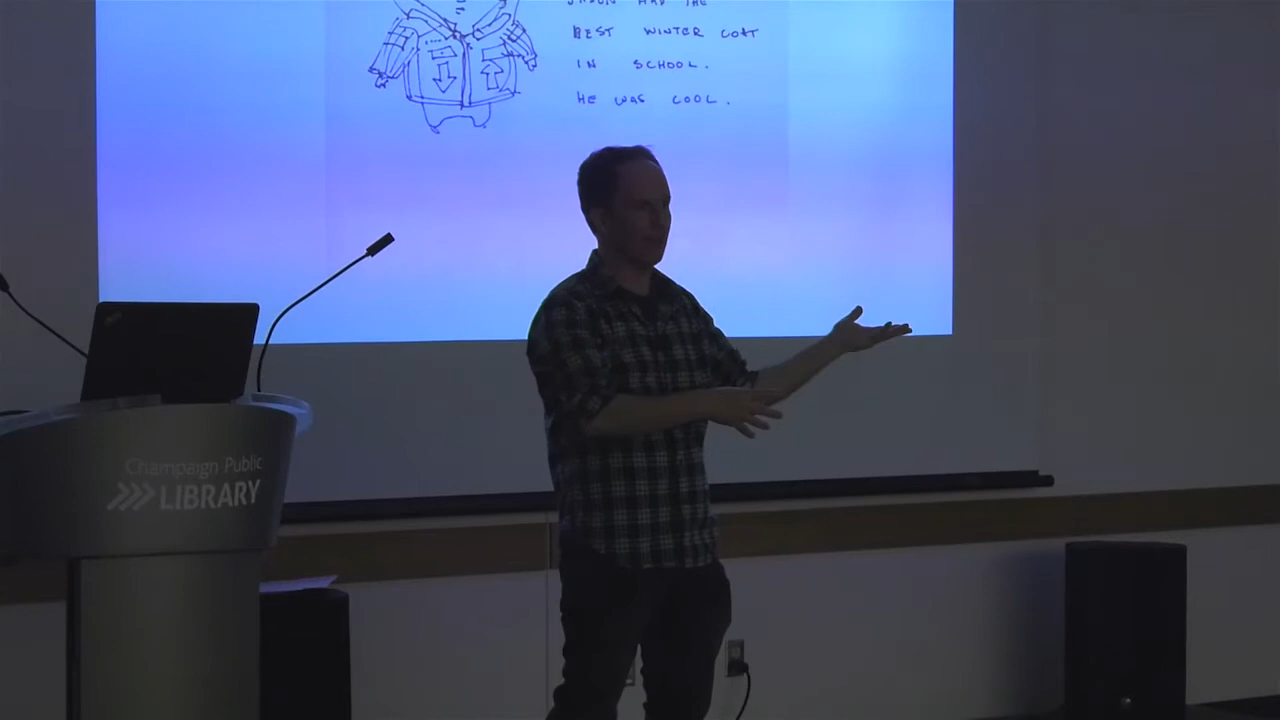 BEST WINTER COAT
IN SCHOOL.
HE WAS COOL.
Champaign Public
LIBRARY